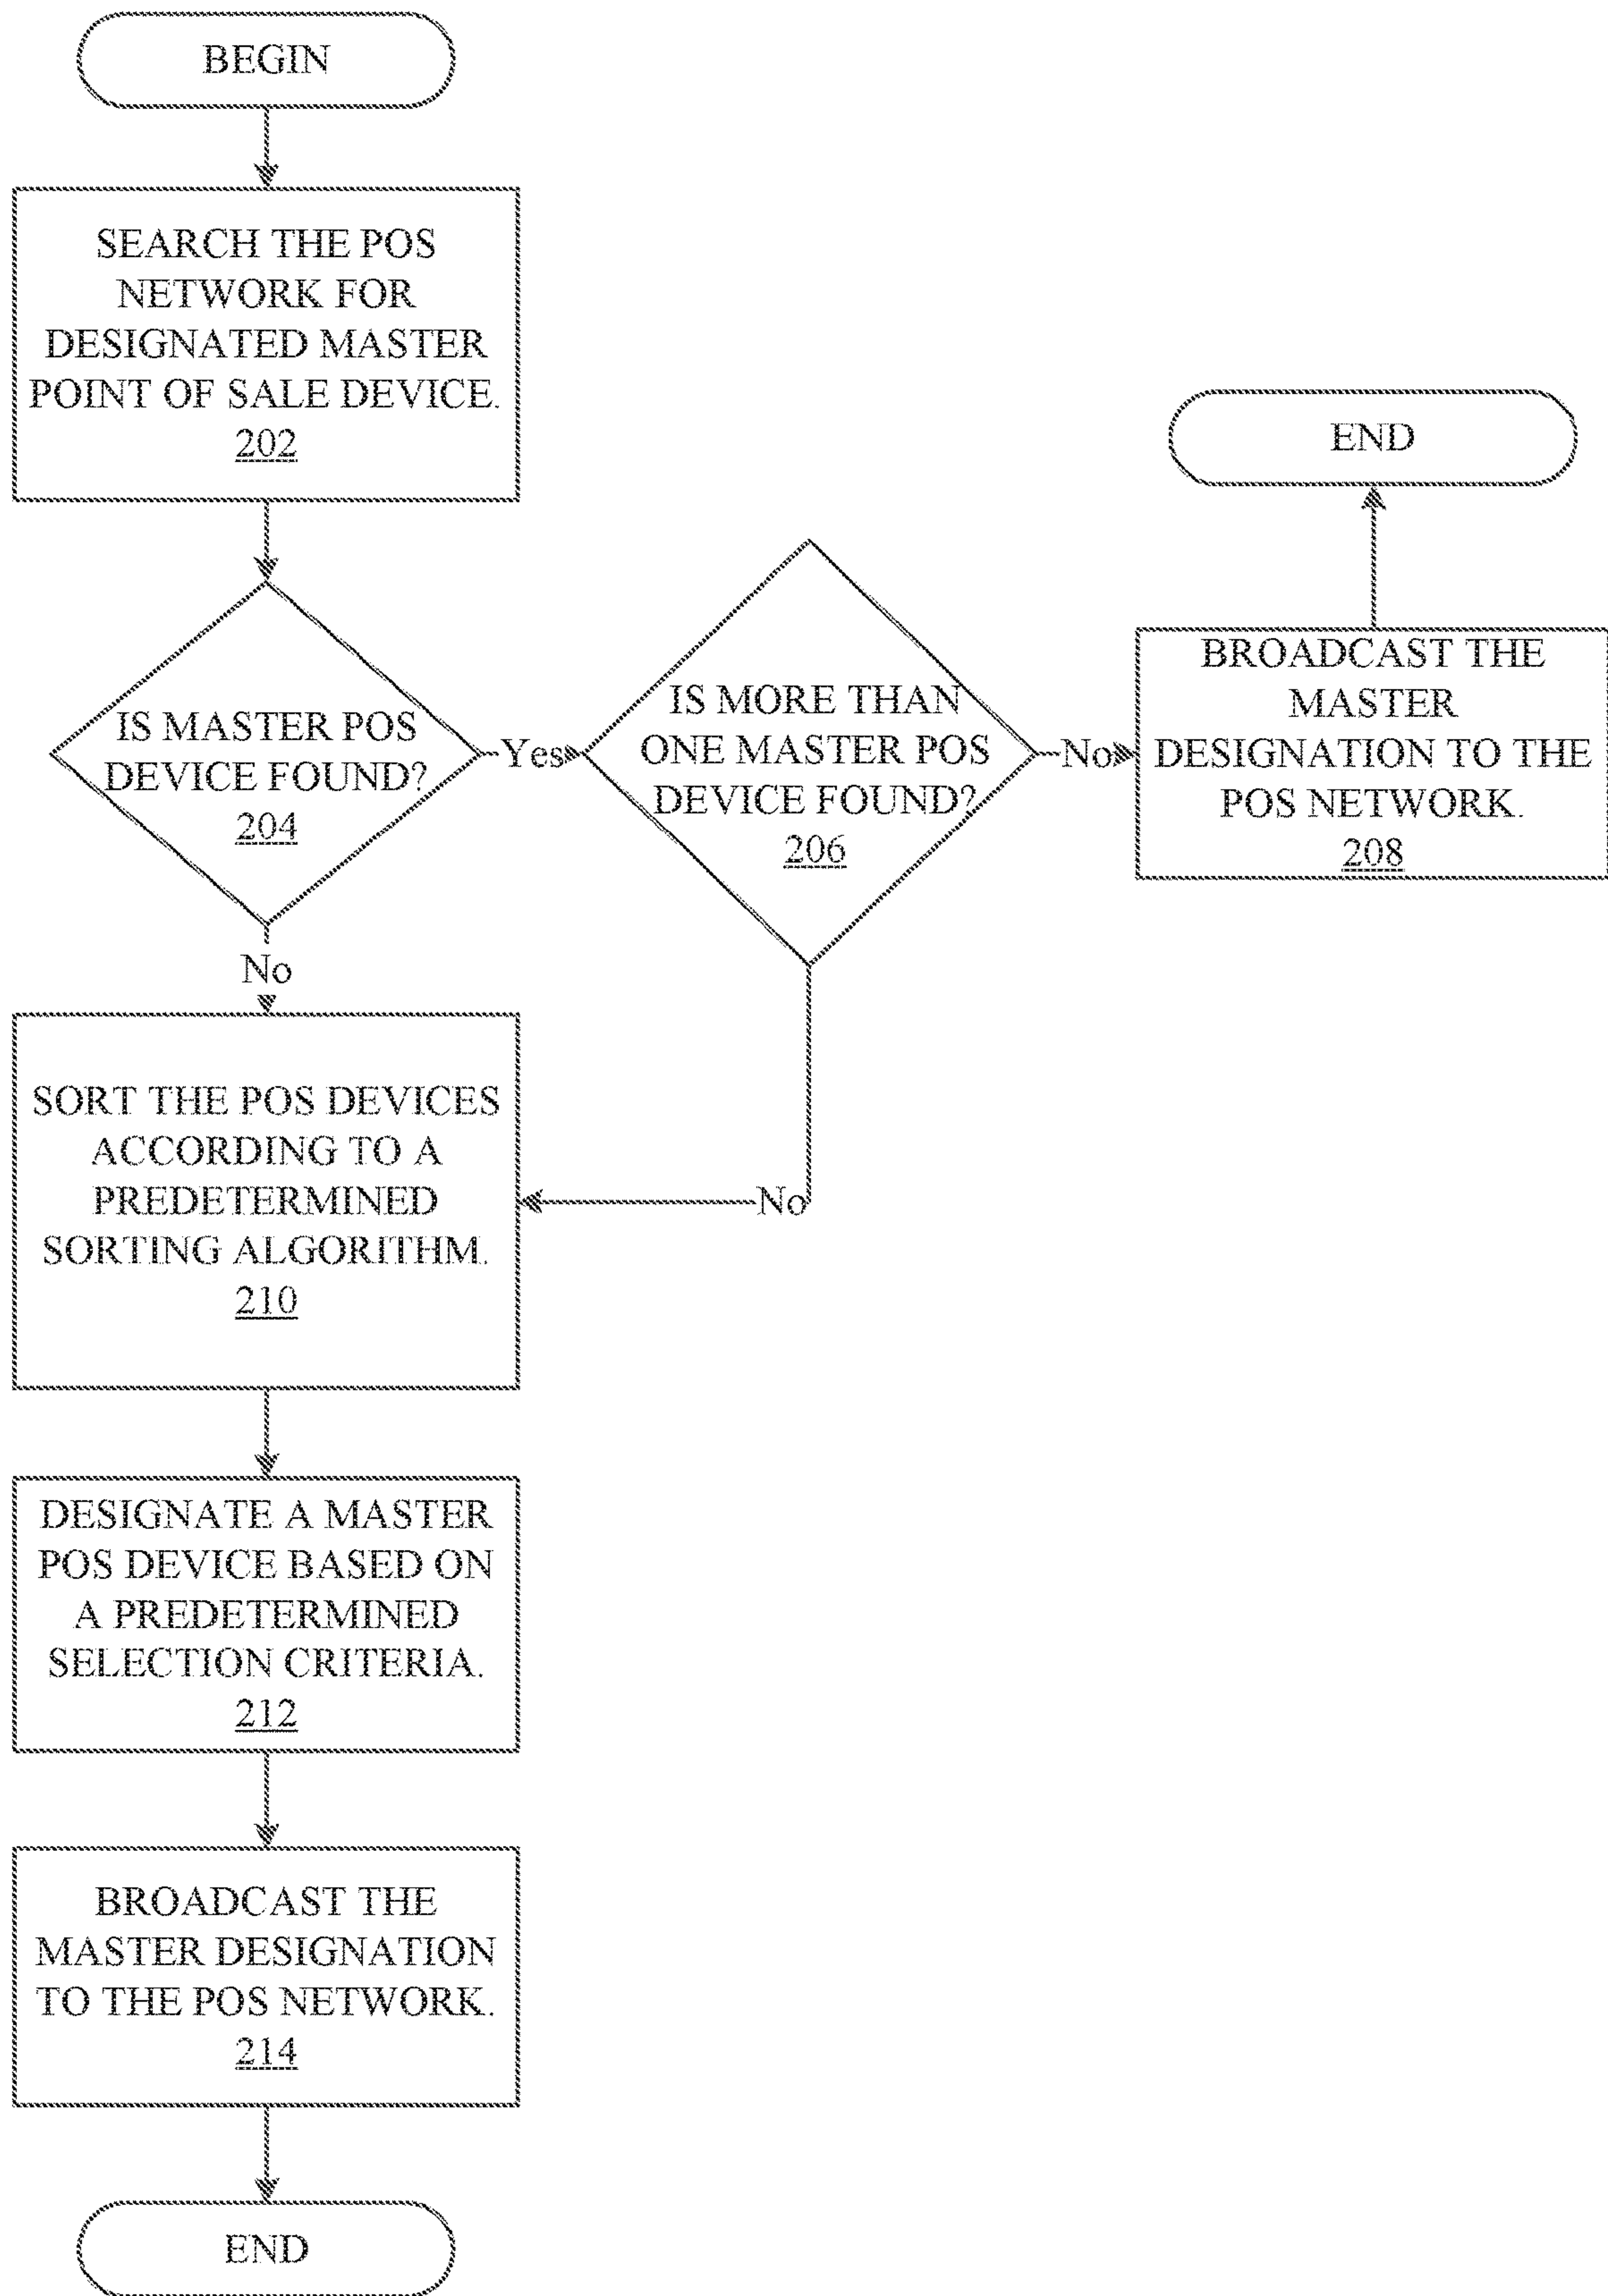 BEGIN
SEARCH THE POS
NETWORK FOR
DESIGNATED MASTER
POINT OF SALE DEVICE.
202
IS MASTER POS
DEVICE FOUND?
204
Yes
IS MORE THAN
ONE MASTER POS
DEVICE FOUND?
206
No
BROADCAST THE
MASTER
DESIGNATION TO THE
POS NETWORK.
208
END
No
No
SORT THE POS DEVICES
ACCORDING TO A
PREDETERMINED
SORTING ALGORITHM.
210
DESIGNATE A MASTER
POS DEVICE BASED ON
A PREDETERMINED
SELECTION CRITERIA.
212
BROADCAST THE
MASTER DESIGNATION
TO THE POS NETWORK.
214
END